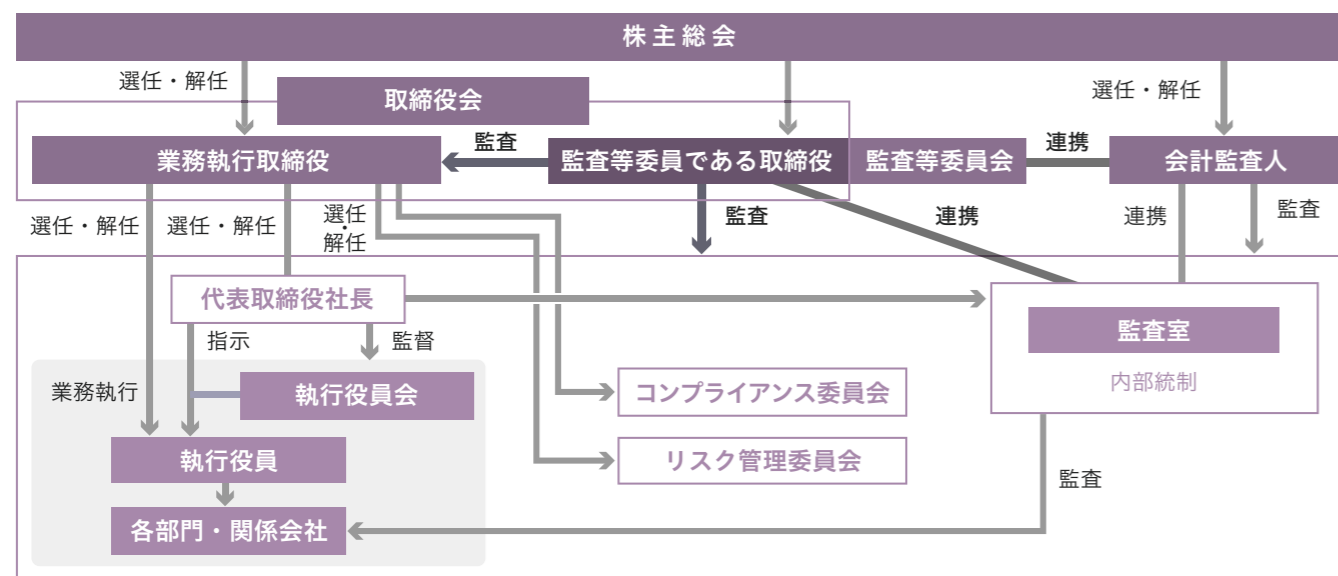 株主総会
選任・解任
選任・解任
取締役会
業務執行取締役
監査
監査等委員である取締役
監査等委員会
連携
会計監査人
選任・解任
選任・解任
選任・
解任
監査
連携
連携
監査
代表取締役社長
指示
監督
監査室
内部統制
業務執行
執行役員会
コンプライアンス委員会
執行役員
リスク管理委員会
監査
各部門・関係会社